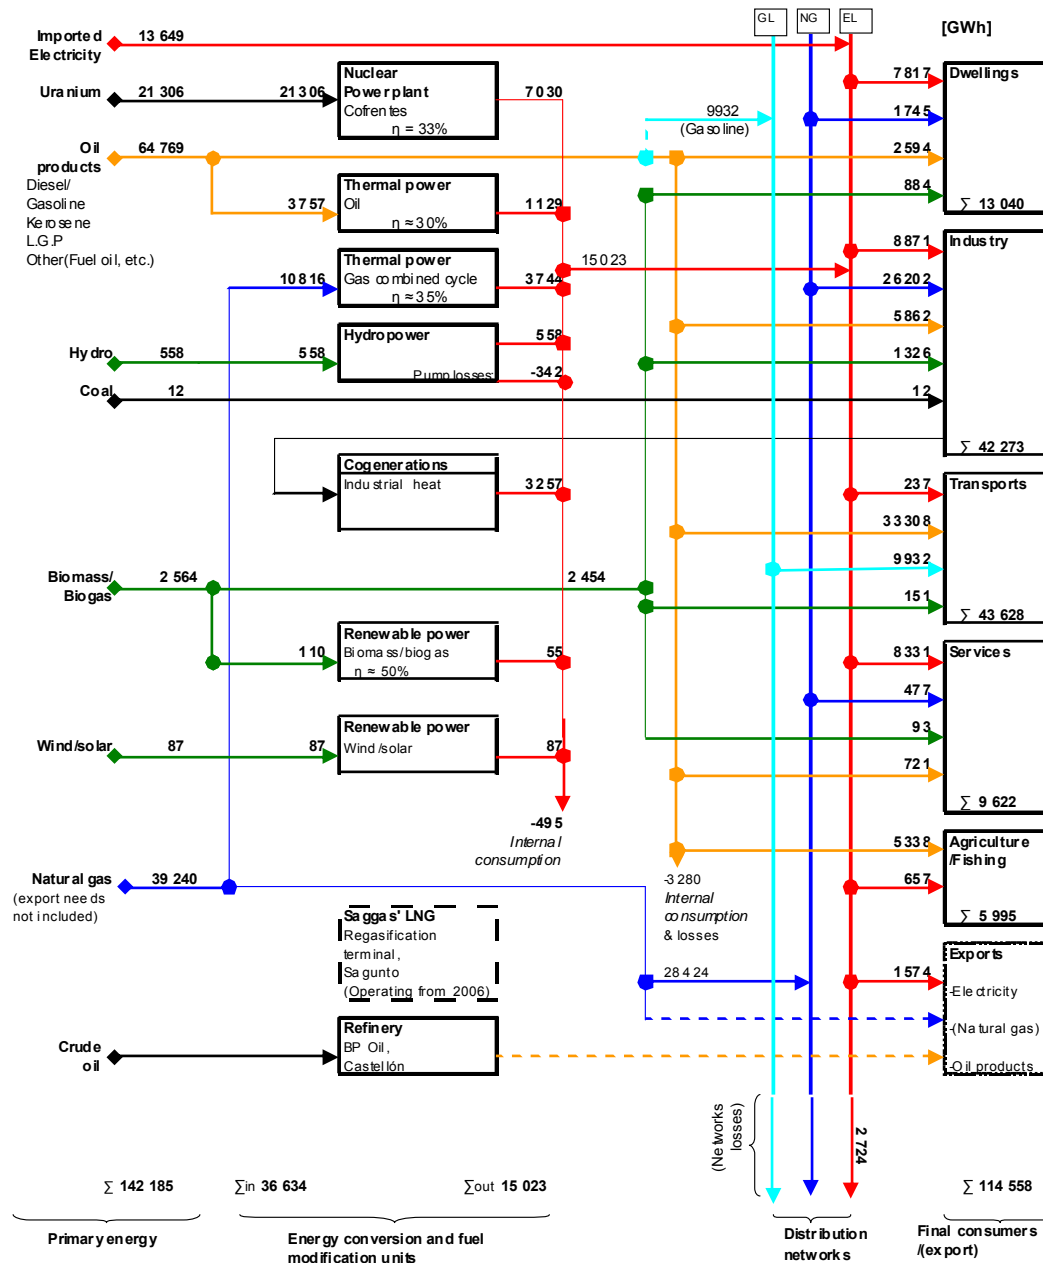 GL NG EL
[GWh]
Imported
Electricity
13 649
Uranium
21 306
21 306
Nuclear
Power plant
Cofrentes
η = 33%
7 030
Oil
products
Diesel/
Gasoline
Kerosene
L.G.P
Other(Fuel oil, etc.)
64 769
9932
(Gasoline)
3 757
Thermal power
Oil
η ≈ 30%
1 129
10 816
Thermal power
Gas combined cycle
η ≈ 35%
3 744
15 023
Hydro
558
558
Hydropower
Pump losses:
558
-342
Coal
12
Cogenerations
Industrial heat
3 257
Biomass/
Biogas
2 564
2 454
110
Renewable power
Biomass/biogas
η ≈ 50%
55
Wind/solar
87
87
Renewable power
Wind/solar
87
-495
Internal
consumption
Natural gas
(export needs
not included)
39 240
-3 280
Internal
consumption
& losses
Saggas' LNG
Regasification
terminal,
Sagunto
(Operating from 2006)
28 424
Crude
oil
Refinery
BP Oil,
Castellón
7 817
1 745
2 594
884
Dwellings
∑ 13 040
8 871
26 202
5 862
1 326
12
Industry
∑ 42 273
237
33 308
9 932
151
Transports
∑ 43 628
8 331
477
93
721
Services
∑ 9 622
5 338
657
Agriculture
/Fishing
∑ 5 995
1 574
Exports
-Electricity
-(Natural gas)
-Oil products
(Networks
losses)
2 724
∑ 142 185
∑in 36 634
∑out 15 023
∑ 114 558
Primary energy
Energy conversion and fuel
modification units
Distribution
networks
Final consumers
/(export)